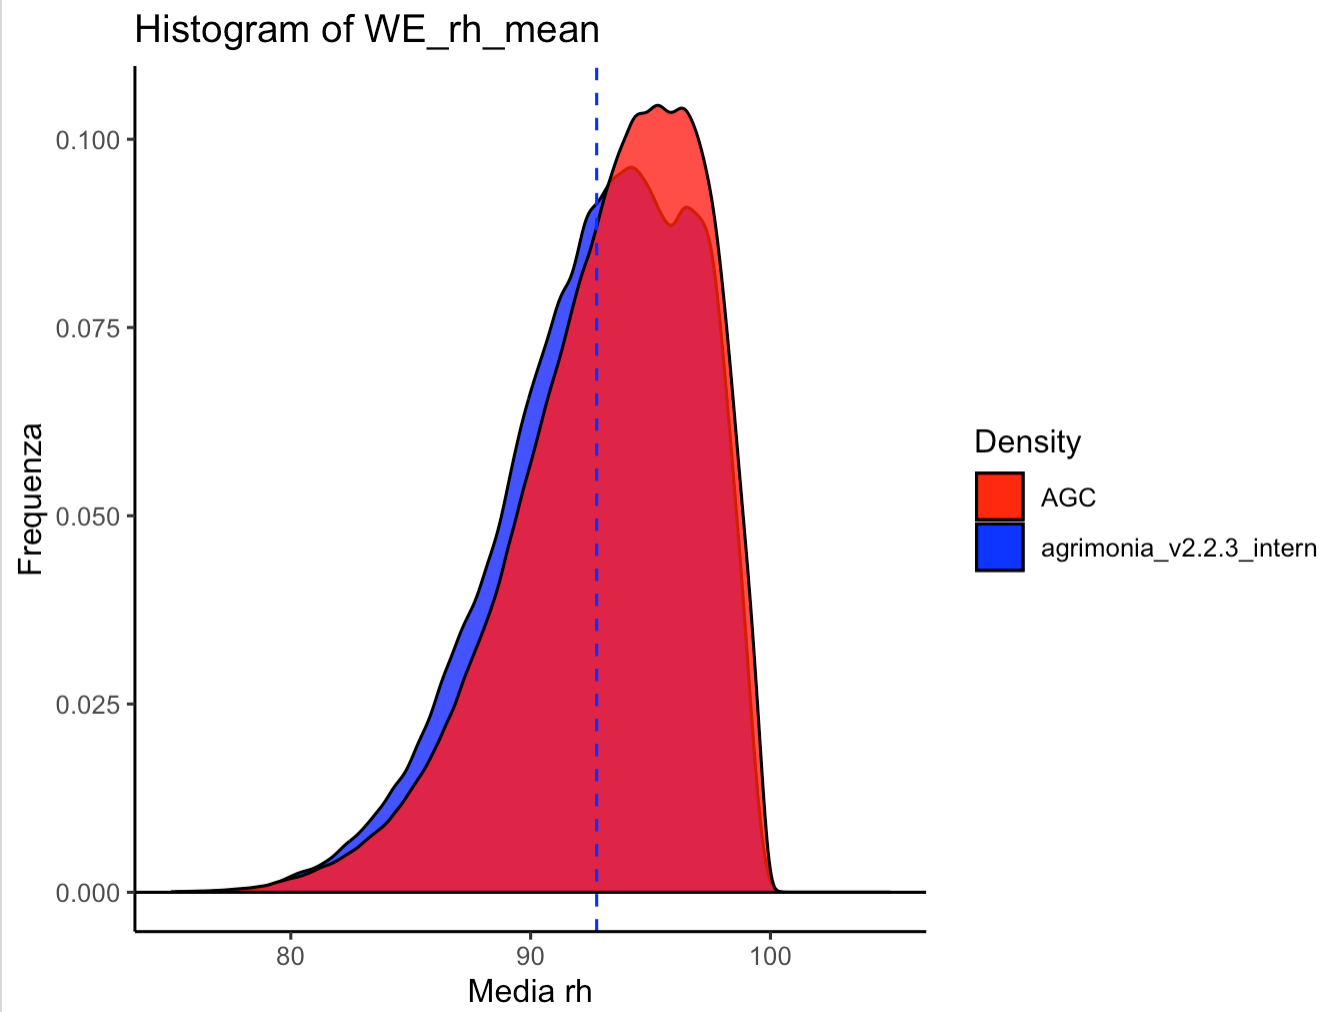 Histogram of WE_rh_mean
0.100
0.075
0.050
0.025
0.000
Frequenza
80 90 100
Media rh
Density
AGC
agrimonia_v2.2.3_intern